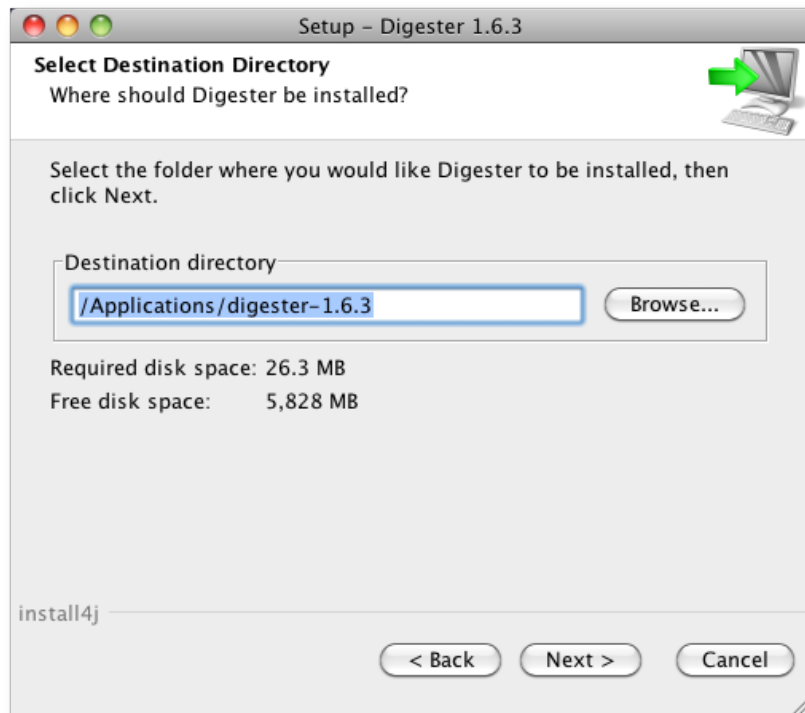 Setup – Digester 1.6.3
Select Destination Directory
Where should Digester be installed?
Select the folder where you would like Digester to be installed, then
click Next.
Destination directory
/Applications/digester-1.6.3
Browse...
Required disk space: 26.3 MB
Free disk space: 5,828 MB
install4j
< Back Next > Cancel